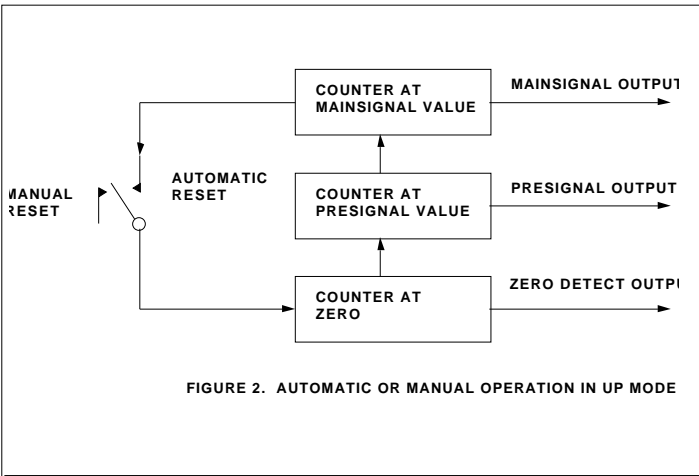 COUNTER AT
MAINSIGNAL VALUE
MAINSIGNAL OUTPUT
AUTOMATIC
RESET
MANUAL
RESET
COUNTER AT
PRESIGNAL VALUE
PRESIGNAL OUTPUT
COUNTER AT
ZERO
ZERO DETECT OUTPU
FIGURE 2. AUTOMATIC OR MANUAL OPERATION IN UP MODE